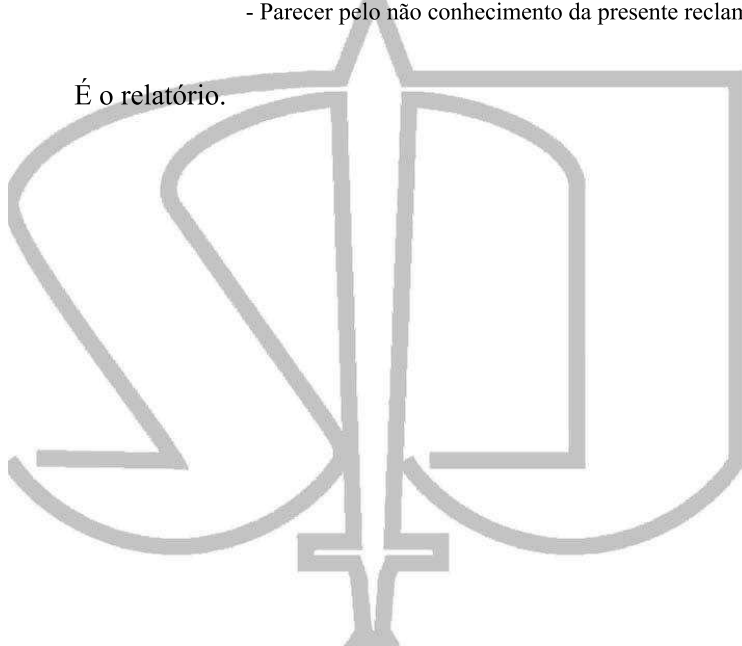 - Parecer pelo não conhecimento da presente reclam
É o relatório.